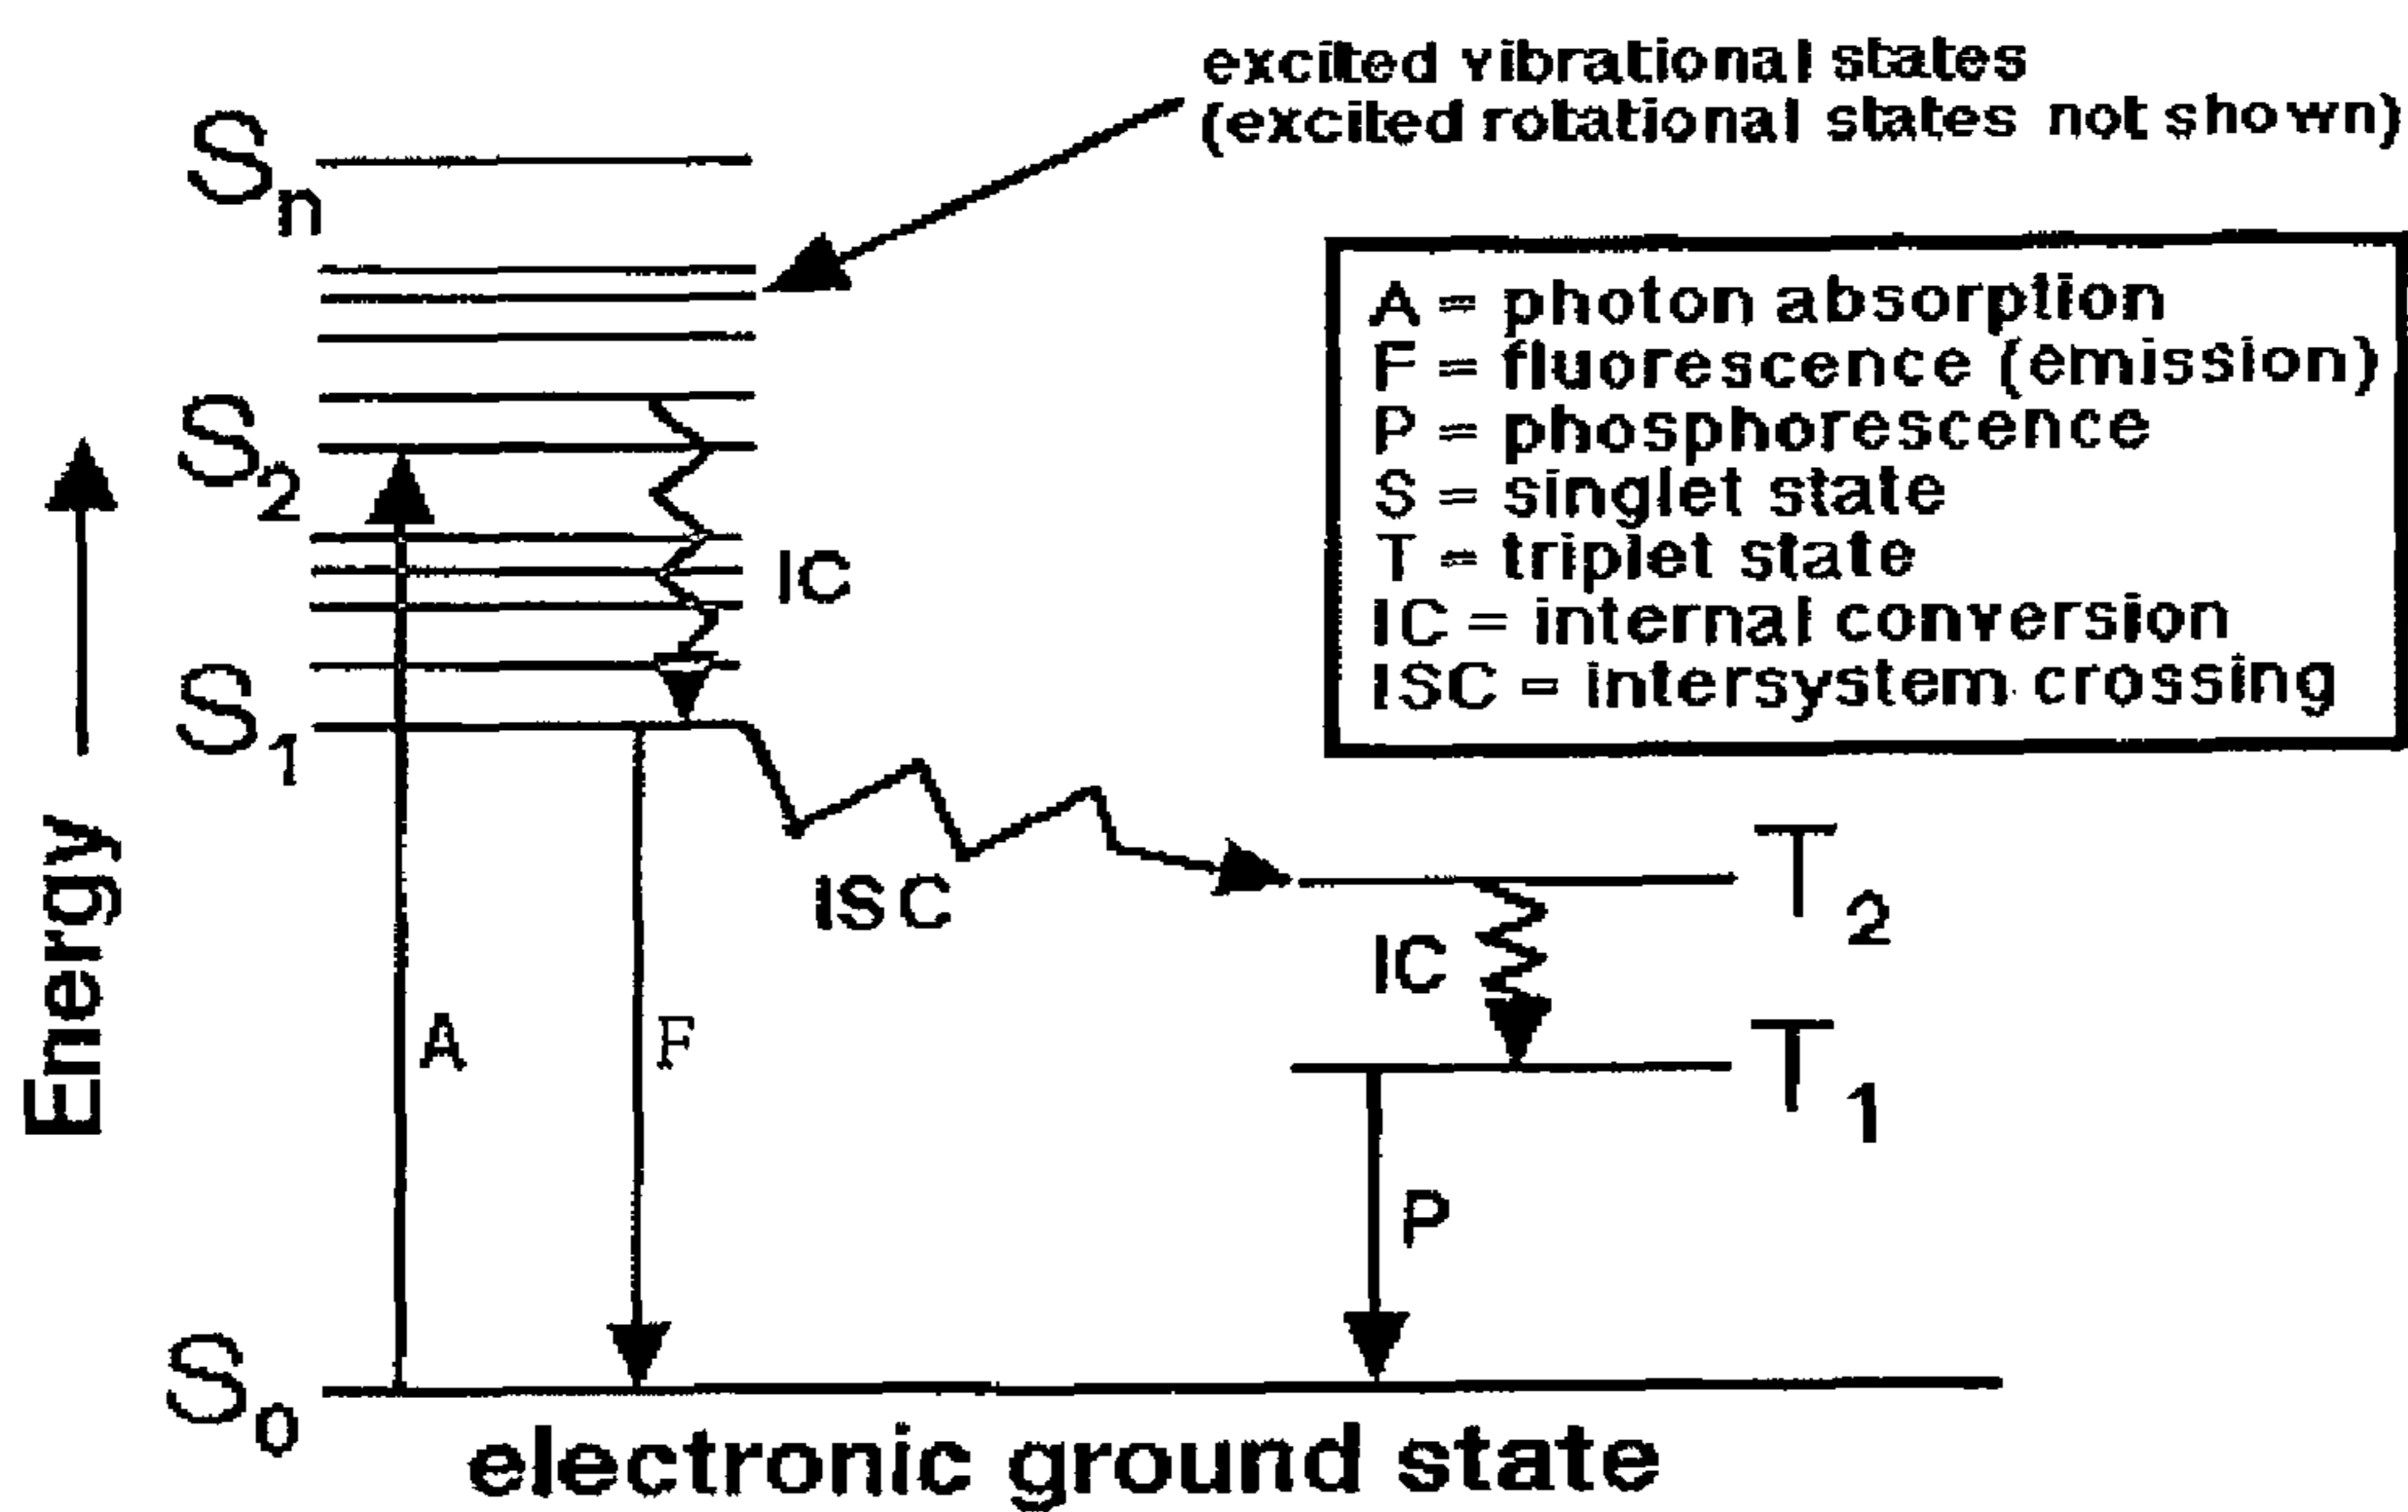 excited vibrational states
(excited rotational states not shown)
Sn
A = photon absorption
F = fluorescence (emission)
P = phosphorescence
S = singlet state
T = triplet state
IC = internal conversion
ISC = intersystem crossing
S2
IC
S1
Energy
ISC
T2
IC
A
F
T1
P
S0
electronic ground state